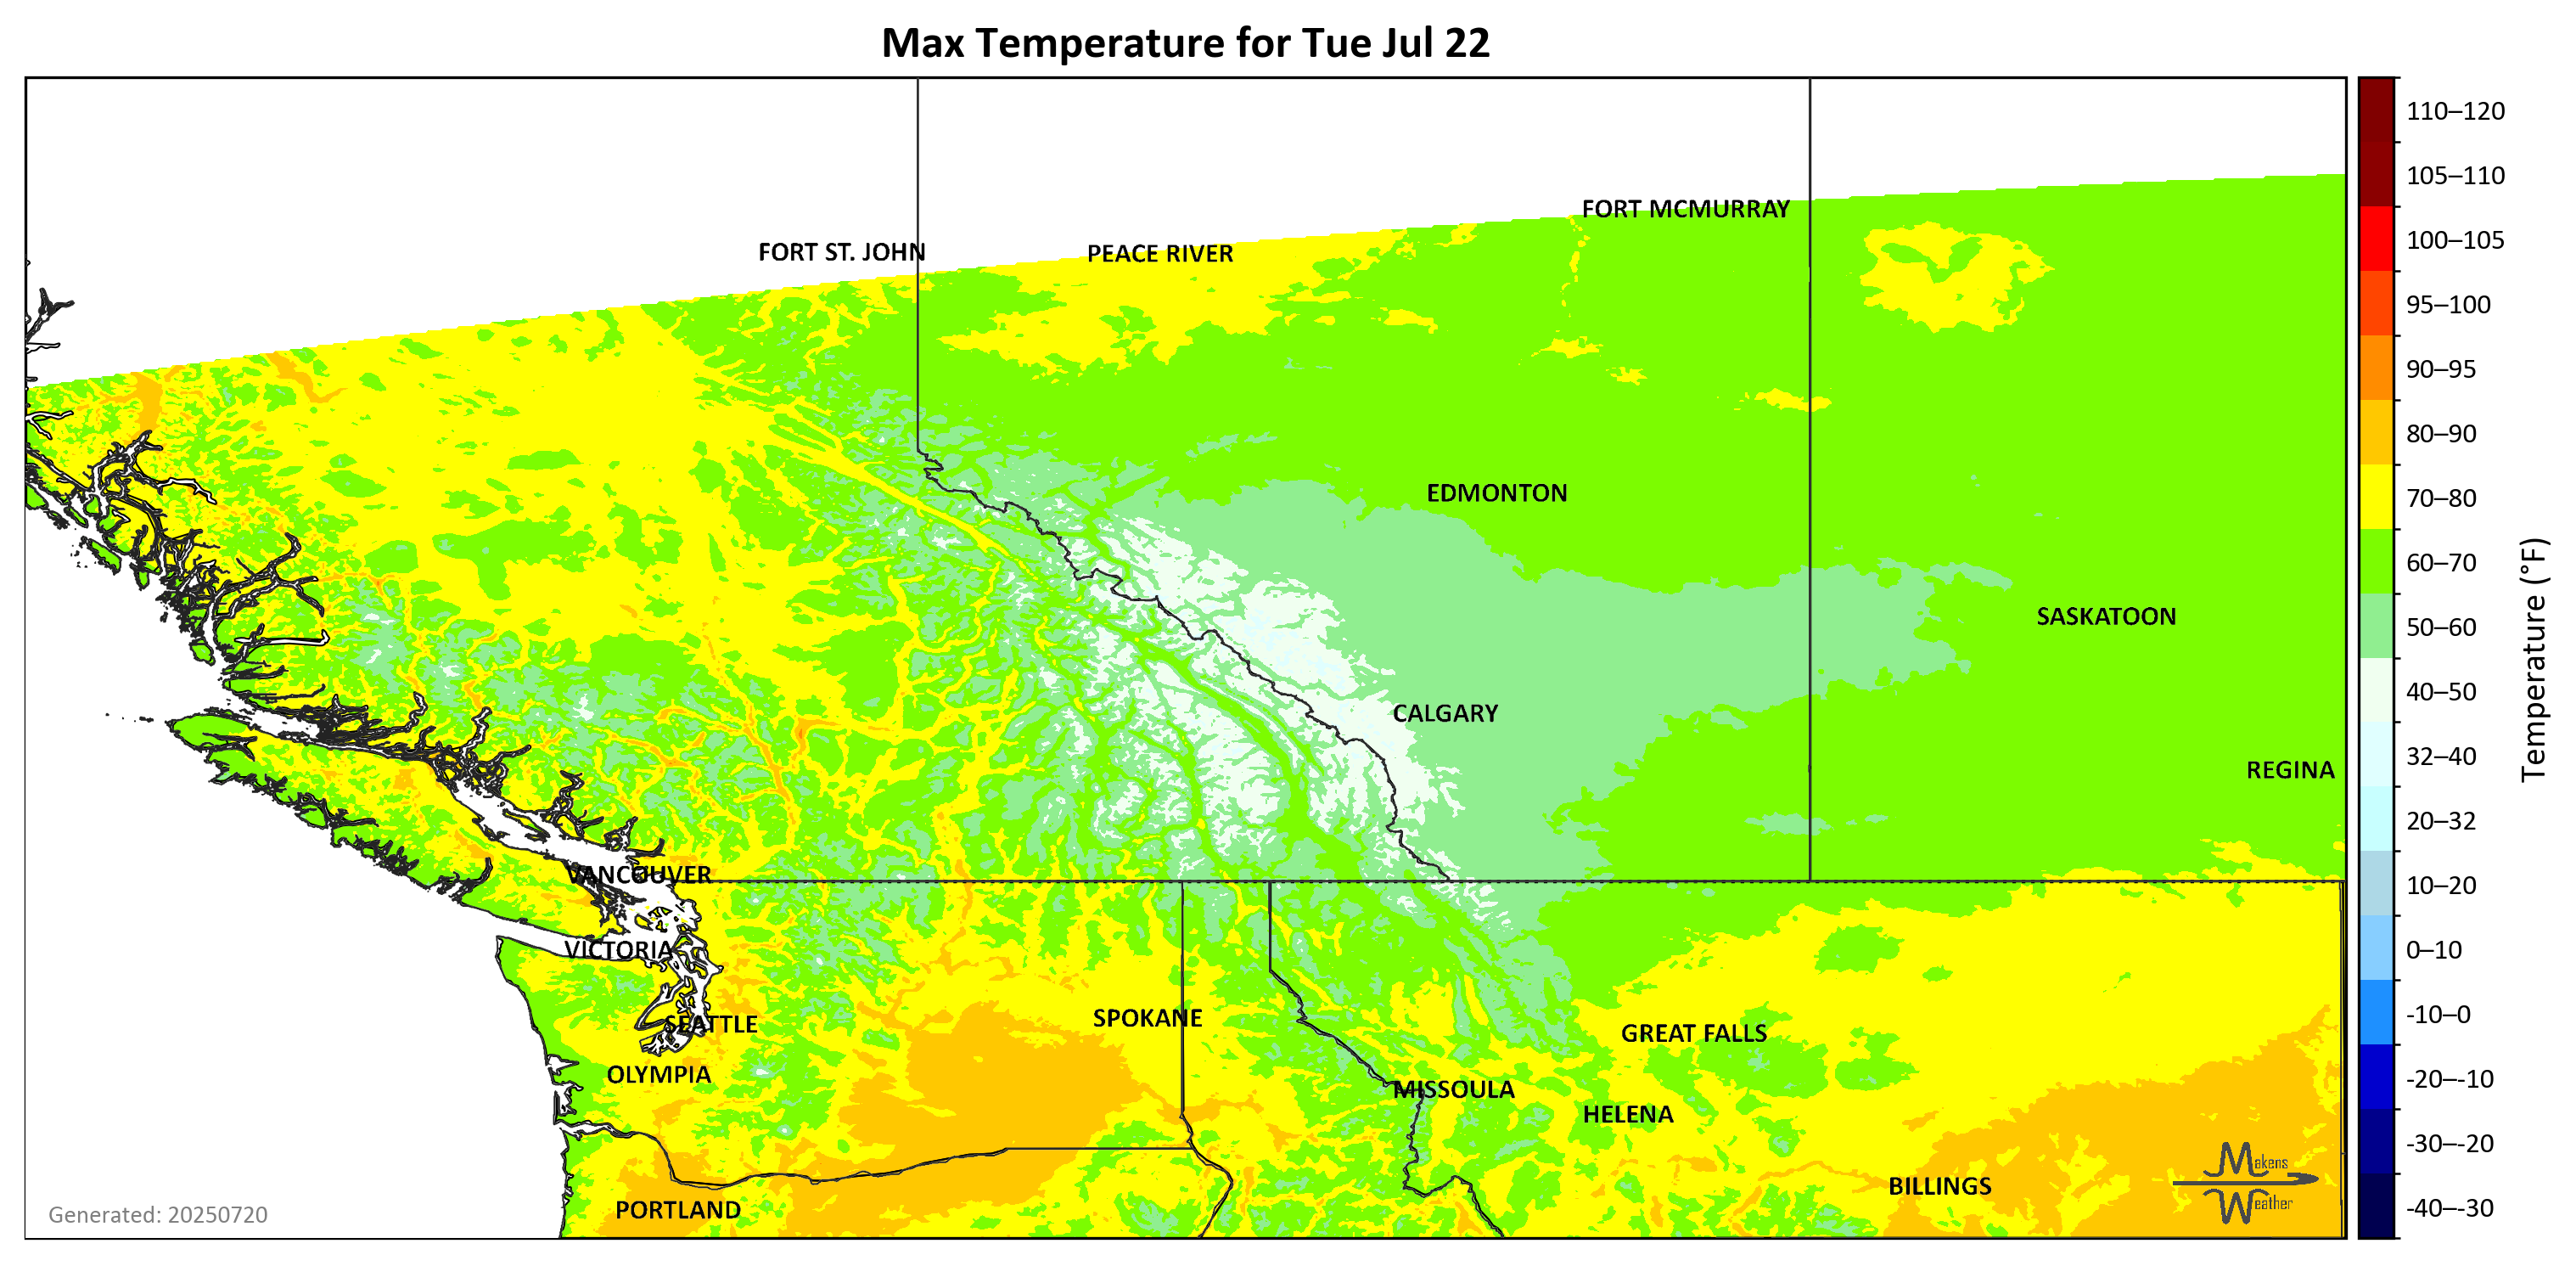 Max Temperature for Tue Jul 22
110–120
105–110
FORT MCMURRAY
100–105
FORT ST. JOHN
PEACE RIVER
95–100
90–95
80–90
EDMONTON
70–80
60–70
SASKATOON
50–60
40–50
CALGARY
32–40
REGINA
Temperature (°F)
20–32
VANCOUVER
10–20
VICTORIA
0–10
SPOKANE
-10–0
SEATTLE
GREAT FALLS
OLYMPIA
-20–-10
MISSOULA
HELENA
-30–-20
Makens
Weather
BILLINGS
PORTLAND
-40–-30
Generated: 20250720